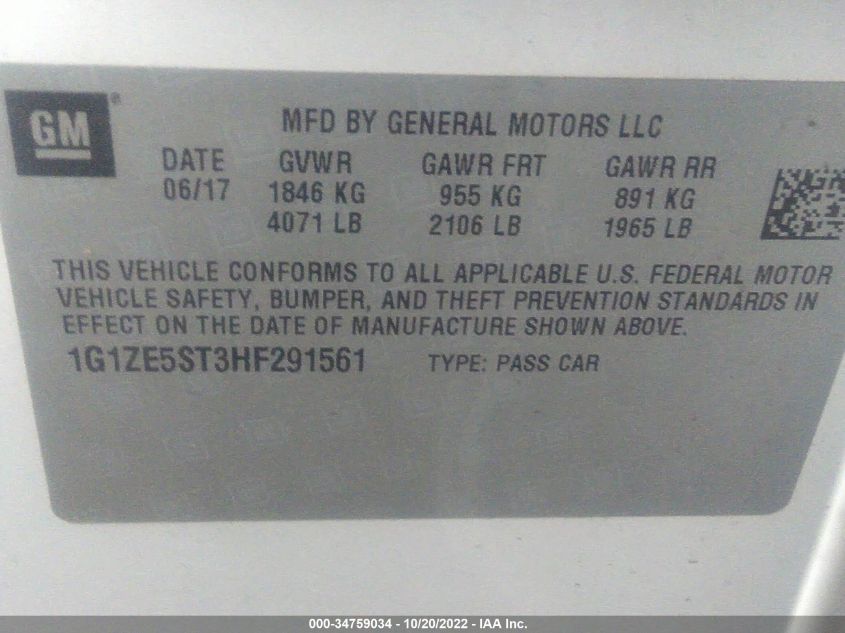 GM ®
MFD BY GENERAL MOTORS LLC
DATE GVWR GAWR FRT GAWR RR
06/17 1846 KG 955 KG 891 KG
4071 LB 2106 LB 1965 LB
THIS VEHICLE CONFORMS TO ALL APPLICABLE U.S. FEDERAL MOTOR
VEHICLE SAFETY, BUMPER, AND THEFT PREVENTION STANDARDS IN
EFFECT ON THE DATE OF MANUFACTURE SHOWN ABOVE.
1G1ZE5ST3HF291561 TYPE: PASS CAR
000-34759034 - 10/20/2022 - IAA Inc.